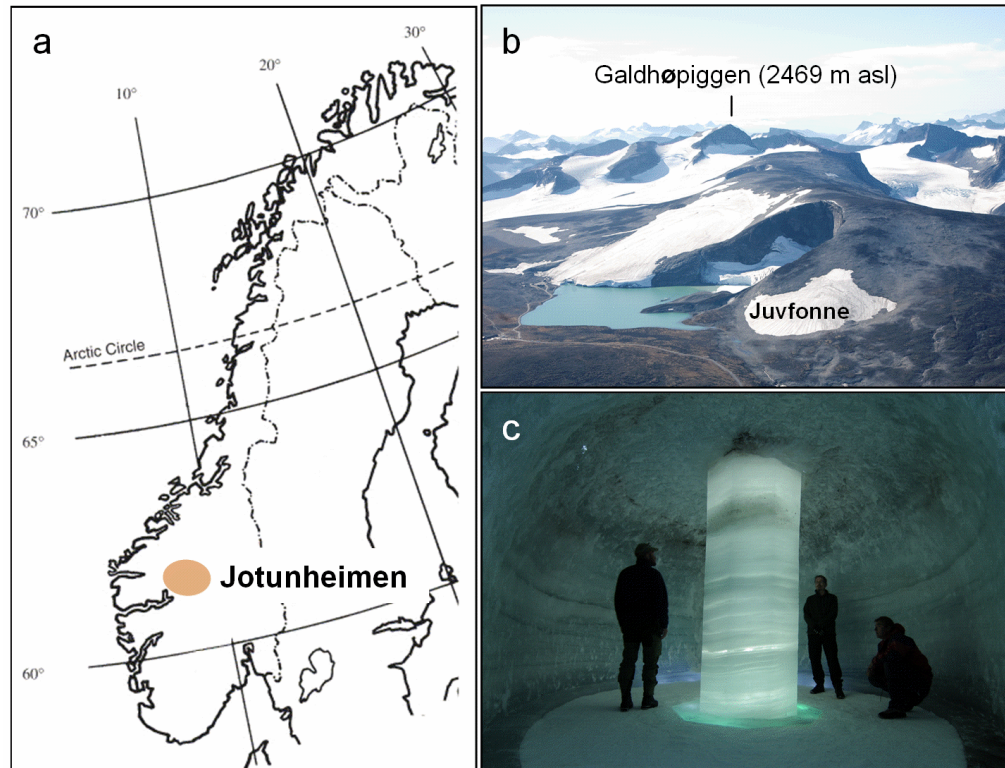 a
30°
20°
10°
70°
Arctic Circle
65°
Jotunheimen
60°
b
Galdhøpiggen (2469 m asl)
Juvfonne
c